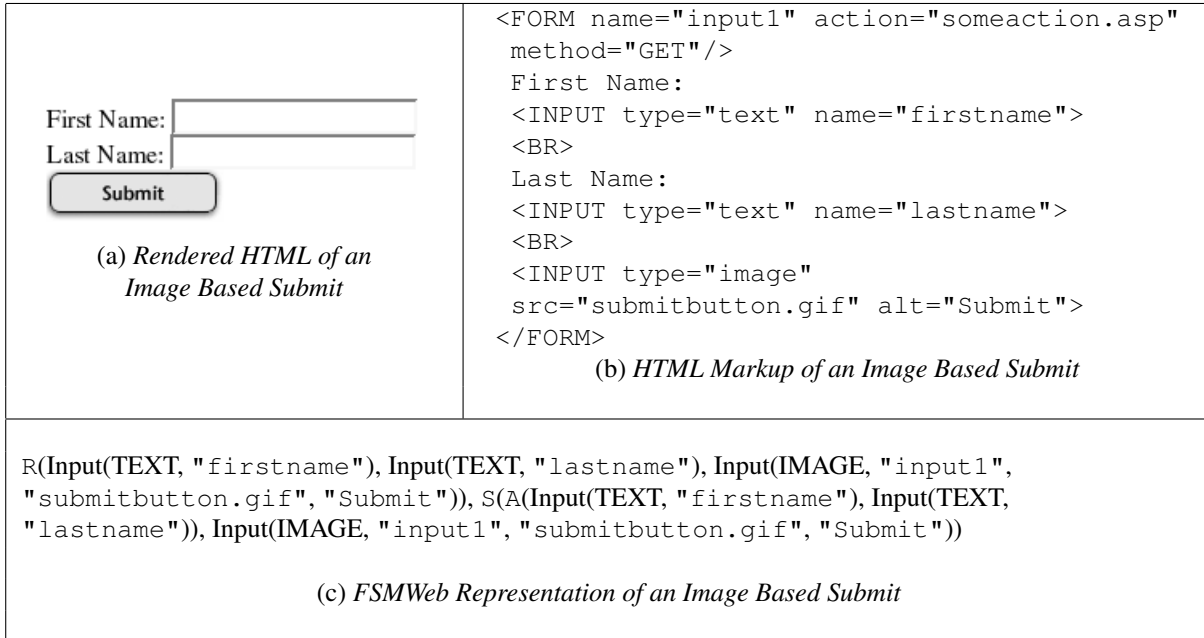 First Name:
Last Name:
Submit
(a) Rendered HTML of an
Image Based Submit
<FORM name="input1" action="someaction.asp"
method="GET"/>
First Name:
<INPUT type="text" name="firstname">
<BR>
Last Name:
<INPUT type="text" name="lastname">
<BR>
<INPUT type="image"
src="submitbutton.gif" alt="Submit">
</FORM>
(b) HTML Markup of an Image Based Submit
R(Input(TEXT, "firstname"), Input(TEXT, "lastname"), Input(IMAGE, "input1",
"submitbutton.gif", "Submit")), S(A(Input(TEXT, "firstname"), Input(TEXT,
"lastname")), Input(IMAGE, "input1", "submitbutton.gif", "Submit"))
(c) FSMWeb Representation of an Image Based Submit